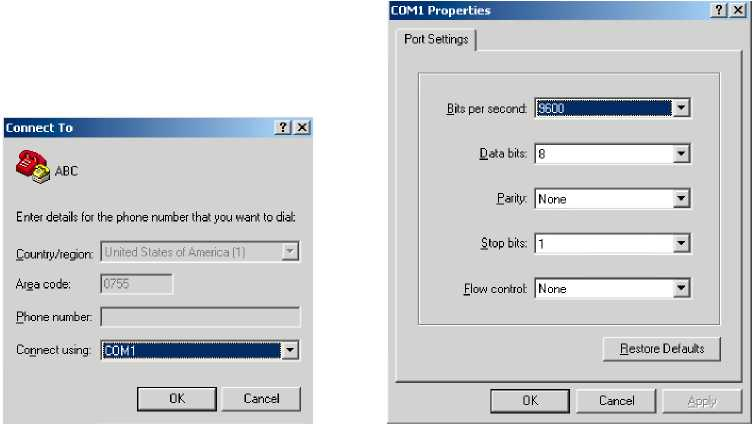 Connect To
ABC
Enter details for the phone number that you want to dial:
Country/region: United States of America (1)
Area code: 0755
Phone number:
Connect using: COM1
OK Cancel
COM1 Properties
Port Settings
Bits per second: 9600
Data bits: 8
Parity: None
Stop bits: 1
Flow control: None
Restore Defaults
OK Cancel Apply